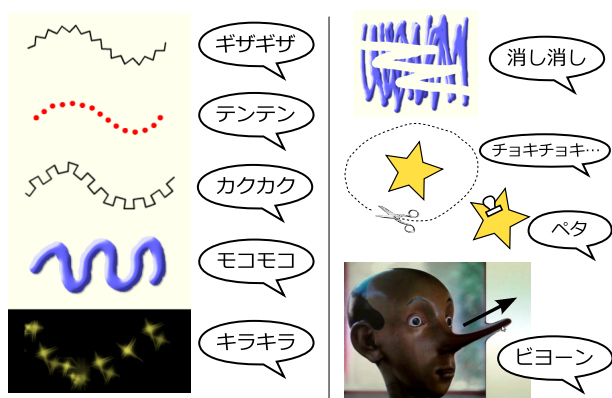 ギザギザ
テンテン
カクカク
モコモコ
キラキラ
消し消し
チョキチョキ…
ペタ
ビヨーン